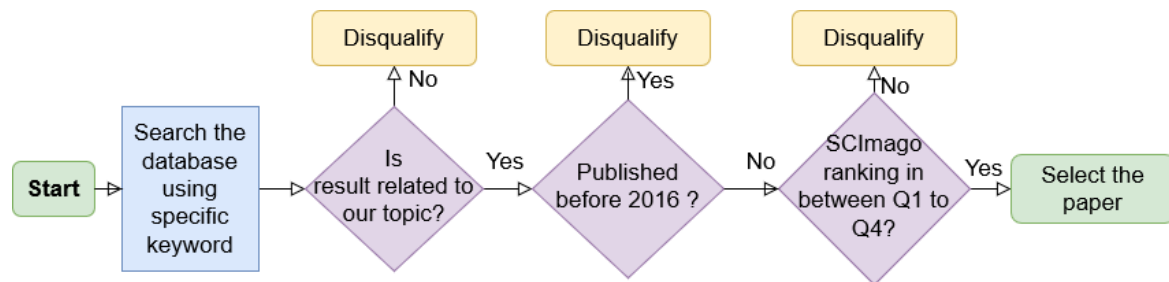 Disqualify
Disqualify
Disqualify
No
Yes
No
Start
Search the
database
using
specific
keyword
Is
result related to
our topic?
Yes
Published
before 2016 ?
No
SCImago
ranking in
between Q1 to
Q4?
Yes
Select the
paper